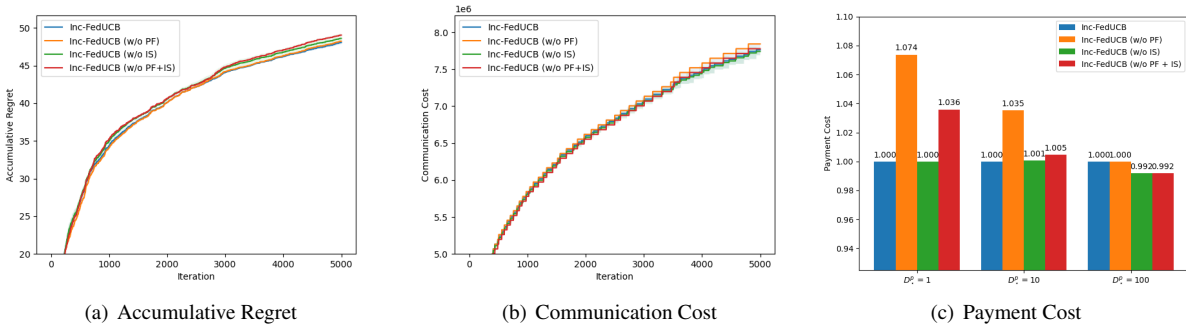 Inc-FedUCB
Inc-FedUCB (w/o PF)
Inc-FedUCB (w/o IS)
Inc-FedUCB (w/o PF+IS)
50
45
40
35
30
25
20
0
1000
2000
3000
4000
5000
Accumulative Regret
Iteration
(a) Accumulative Regret
1e6
Inc-FedUCB
Inc-FedUCB (w/o PF)
Inc-FedUCB (w/o IS)
Inc-FedUCB (w/o PF+IS)
8.0
7.5
7.0
6.5
6.0
5.5
5.0
0
1000
2000
3000
4000
5000
Communication Cost
Iteration
(b) Communication Cost
Inc-FedUCB
Inc-FedUCB (w/o PF)
Inc-FedUCB (w/o IS)
Inc-FedUCB (w/o PF + IS)
1.10
1.08
1.06
1.04
1.02
1.00
0.98
0.96
0.94
Payment Cost
1.000
1.074
1.000
1.036
1.000
1.035
1.001
1.005
1.000
1.000
0.992
0.992
= 1
= 10
= 100
(c) Payment Cost